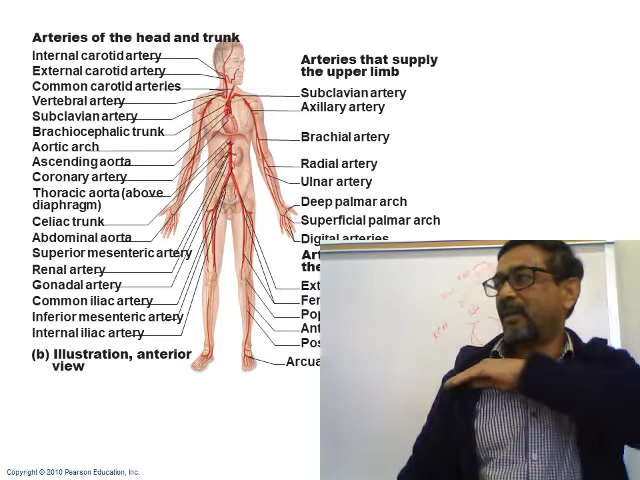 Arteries of the head and trunk
Internal carotid artery
External carotid artery
Common carotid arteries
Vertebral artery
Subclavian artery
Brachiocephalic trunk
Aortic arch
Ascending aorta
Coronary artery
Thoracic aorta (above
diaphragm)
Celiac trunk
Abdominal aorta
Superior mesenteric artery
Renal artery
Gonadal artery
Common iliac artery
Inferior mesenteric artery
Internal iliac artery
(b) Illustration, anterior
view
Arteries that supply
the upper limb
Subclavian artery
Axillary artery
Brachial artery
Radial artery
Ulnar artery
Deep palmar arch
Superficial palmar arch
Digital arteries
Copyright © 2010 Pearson Education, Inc.